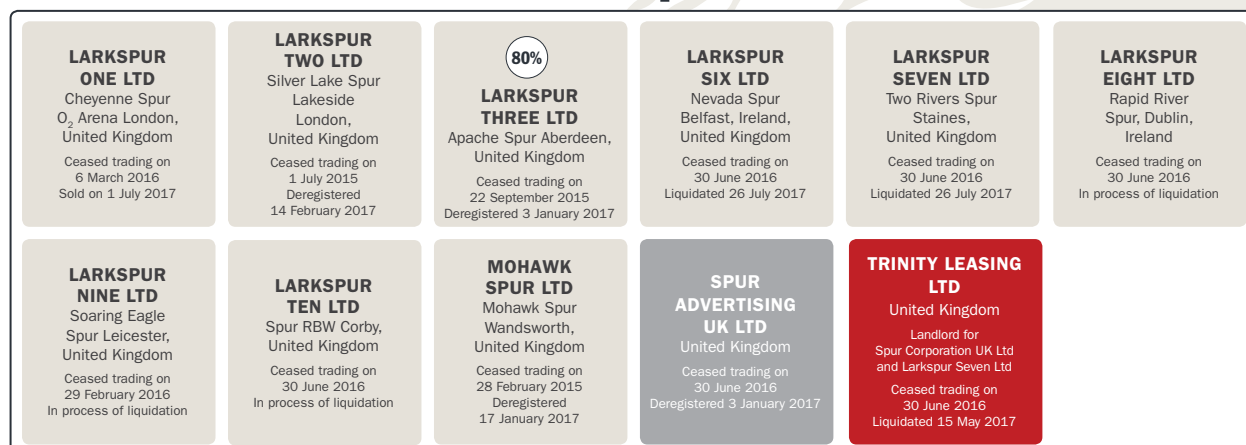 LARKSPUR
ONE LTD
Cheyenne Spur
O₂ Arena London,
United Kingdom
Ceased trading on
6 March 2016
Sold on 1 July 2017
LARKSPUR
TWO LTD
Silver Lake Spur
Lakeside
London,
United Kingdom
Ceased trading on
1 July 2015
Deregistered
14 February 2017
80%
LARKSPUR
THREE LTD
Apache Spur Aberdeen,
United Kingdom
Ceased trading on
22 September 2015
Deregistered 3 January 2017
LARKSPUR
SIX LTD
Nevada Spur
Belfast, Ireland,
United Kingdom
Ceased trading on
30 June 2016
Liquidated 26 July 2017
LARKSPUR
SEVEN LTD
Two Rivers Spur
Staines,
United Kingdom
Ceased trading on
30 June 2016
Liquidated 26 July 2017
LARKSPUR
EIGHT LTD
Rapid River
Spur, Dublin,
Ireland
Ceased trading on
30 June 2016
In process of liquidation
LARKSPUR
NINE LTD
Soaring Eagle
Spur Leicester,
United Kingdom
Ceased trading on
29 February 2016
In process of liquidation
LARKSPUR
TEN LTD
Spur RBW Corby,
United Kingdom
Ceased trading on
30 June 2016
In process of liquidation
MOHAWK
SPUR LTD
Mohawk Spur
Wandsworth,
United Kingdom
Ceased trading on
28 February 2015
Deregistered
17 January 2017
SPUR
ADVERTISING
UK LTD
United Kingdom
Ceased trading on
30 June 2016
Deregistered 3 January 2017
TRINITY LEASING
LTD
United Kingdom
Landlord for
Spur Corporation UK Ltd
and Larkspur Seven Ltd
Ceased trading on
30 June 2016
Liquidated 15 May 2017